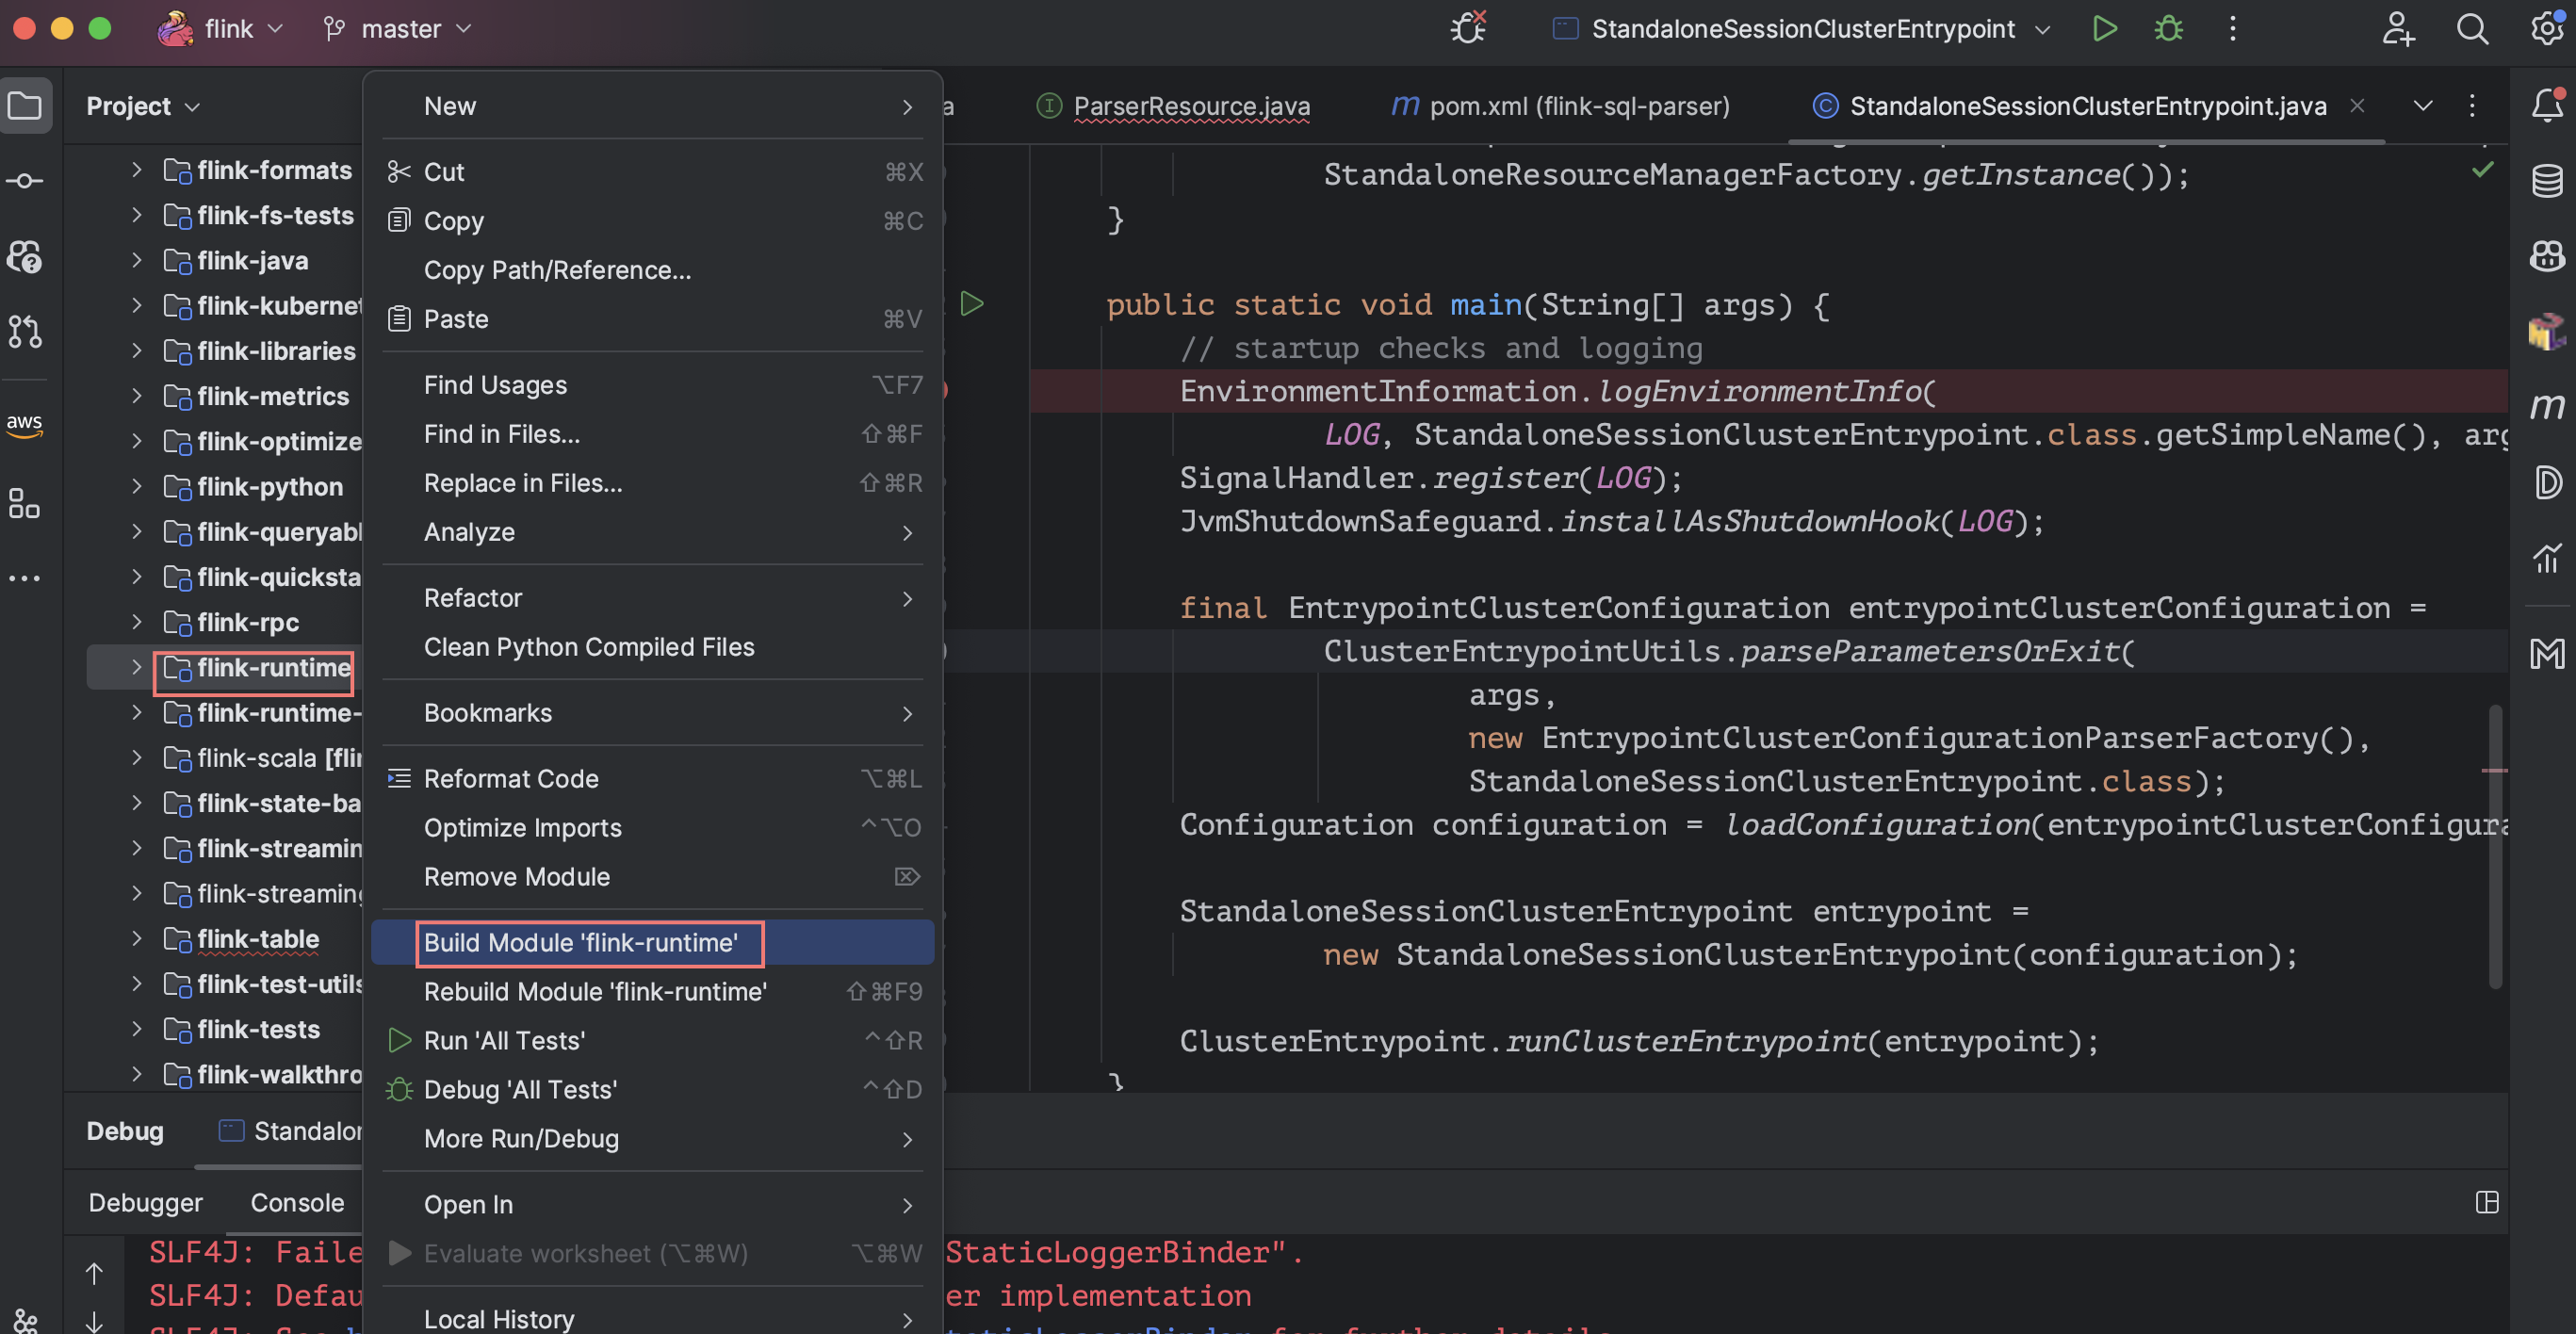 flink
master
StandaloneSessionClusterEntrypoint
Project
a
ParserResource.java
m pom.xml (flink-sql-parser)
StandaloneSessionClusterEntrypoint.java
aws
flink-formats
flink-fs-tests
flink-java
flink-kubernet
flink-libraries
flink-metrics
flink-optimize
flink-python
flink-queryabl
flink-quicksta
flink-rpc
flink-runtime
flink-runtime-
flink-scala [flin
flink-state-ba
flink-streamin
flink-streaming
flink-table
flink-test-utils
flink-tests
flink-walkthro
New
Cut ⌘X
Copy ⌘C
Copy Path/Reference...
Paste ⌘V
Find Usages ⌥F7
Find in Files... ⇧⌘F
Replace in Files... ⇧⌘R
Analyze
Refactor
Clean Python Compiled Files
Bookmarks
Reformat Code ⌥⌘L
Optimize Imports ^⌥O
Remove Module ⌦
Build Module 'flink-runtime'
Rebuild Module 'flink-runtime' ⇧⌘F9
Run 'All Tests' ^⇧R
Debug 'All Tests' ^⇧D
More Run/Debug
Open In
Evaluate worksheet (⌥⌘W) ⌥⌘W
Local History
StandaloneResourceManagerFactory.getInstance());
}
public static void main(String[] args) {
// startup checks and logging
EnvironmentInformation.logEnvironmentInfo(
LOG, StandaloneSessionClusterEntrypoint.class.getSimpleName(), arg
SignalHandler.register(LOG);
JvmShutdownSafeguard.installAsShutdownHook(LOG);
final EntrypointClusterConfiguration entrypointClusterConfiguration =
ClusterEntrypointUtils.parseParametersOrExit(
args,
new EntrypointClusterConfigurationParserFactory(),
StandaloneSessionClusterEntrypoint.class);
Configuration configuration = loadConfiguration(entrypointClusterConfigura
StandaloneSessionClusterEntrypoint entrypoint =
new StandaloneSessionClusterEntrypoint(configuration);
ClusterEntrypoint.runClusterEntrypoint(entrypoint);
}
Debug
Standalon
Debugger
Console
SLF4J: Faile StaticLoggerBinder".
SLF4J: Defau er implementation